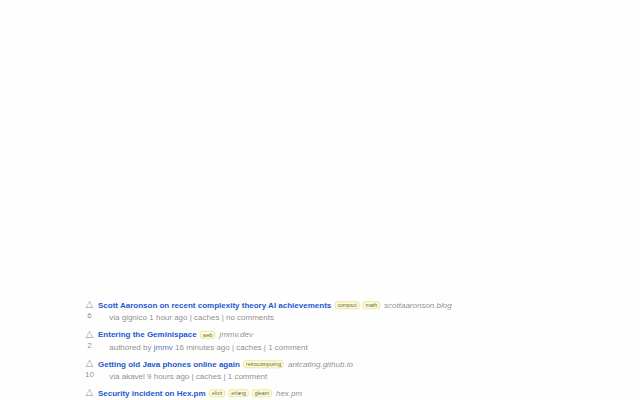 Scott Aaronson on recent complexity theory AI achievements compsci math scottaaronson.blog
6 via gignico 1 hour ago | caches | no comments
Entering the Geminispace web jmmv.dev
2 authored by jmmv 16 minutes ago | caches | 1 comment
Getting old Java phones online again retrocomputing antcating.github.io
10 via akavel 9 hours ago | caches | 1 comment
Security incident on Hex.pm elixir erlang gleam hex.pm